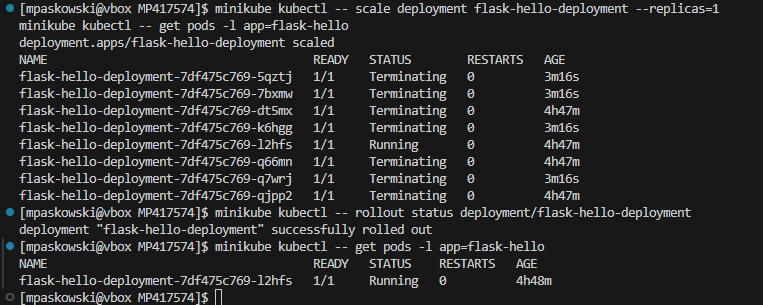 [mpaskowski@vbox MP417574]$ minikube kubectl -- scale deployment flask-hello-deployment --replicas=1
minikube kubectl -- get pods -l app=flask-hello
deployment.apps/flask-hello-deployment scaled
NAME                                      READY   STATUS        RESTARTS   AGE
flask-hello-deployment-7df475c769-5qztj   1/1     Terminating   0          3m16s
flask-hello-deployment-7df475c769-7bxmw   1/1     Terminating   0          3m16s
flask-hello-deployment-7df475c769-dt5mx   1/1     Terminating   0          4h47m
flask-hello-deployment-7df475c769-k6hgg   1/1     Terminating   0          3m16s
flask-hello-deployment-7df475c769-l2hfs   1/1     Running       0          4h47m
flask-hello-deployment-7df475c769-q66mn   1/1     Terminating   0          4h47m
flask-hello-deployment-7df475c769-q7wrj   1/1     Terminating   0          3m16s
flask-hello-deployment-7df475c769-qjpp2   1/1     Terminating   0          4h47m
[mpaskowski@vbox MP417574]$ minikube kubectl -- rollout status deployment/flask-hello-deployment
deployment "flask-hello-deployment" successfully rolled out
[mpaskowski@vbox MP417574]$ minikube kubectl -- get pods -l app=flask-hello
NAME                                      READY   STATUS    RESTARTS   AGE
flask-hello-deployment-7df475c769-l2hfs   1/1     Running   0          4h48m
[mpaskowski@vbox MP417574]$